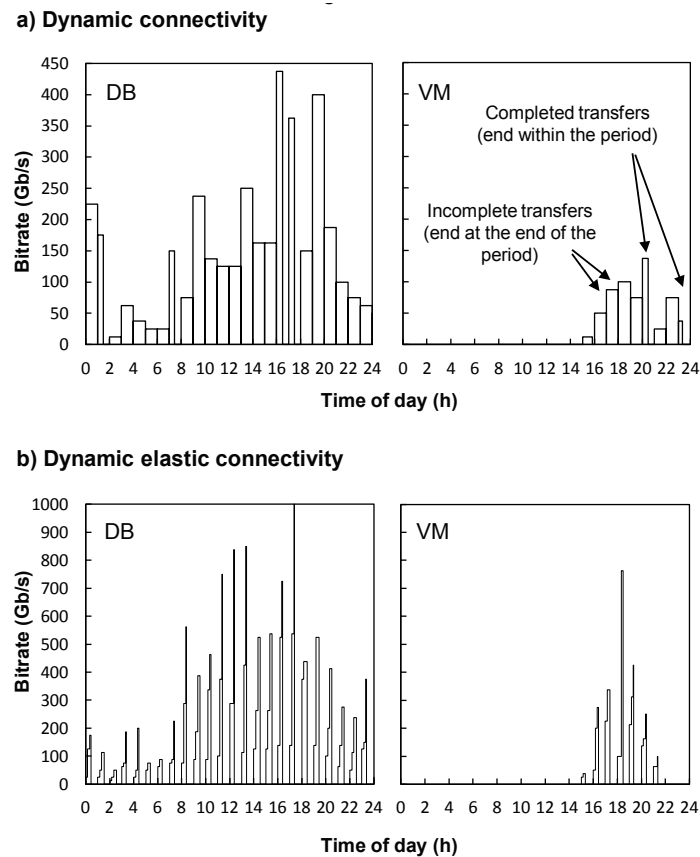 a) Dynamic connectivity
DB
VM
450
400
350
300
250
200
150
100
50
0
Bitrate (Gb/s)
Completed transfers
(end within the period)
Incomplete transfers
(end at the end of the
period)
0 2 4 6 8 10 12 14 16 18 20 22 24
0 2 4 6 8 10 12 14 16 18 20 22 24
Time of day (h)
b) Dynamic elastic connectivity
DB
VM
1000
900
800
700
600
500
400
300
200
100
0
Bitrate (Gb/s)
0 2 4 6 8 10 12 14 16 18 20 22 24
0 2 4 6 8 10 12 14 16 18 20 22 24
Time of day (h)